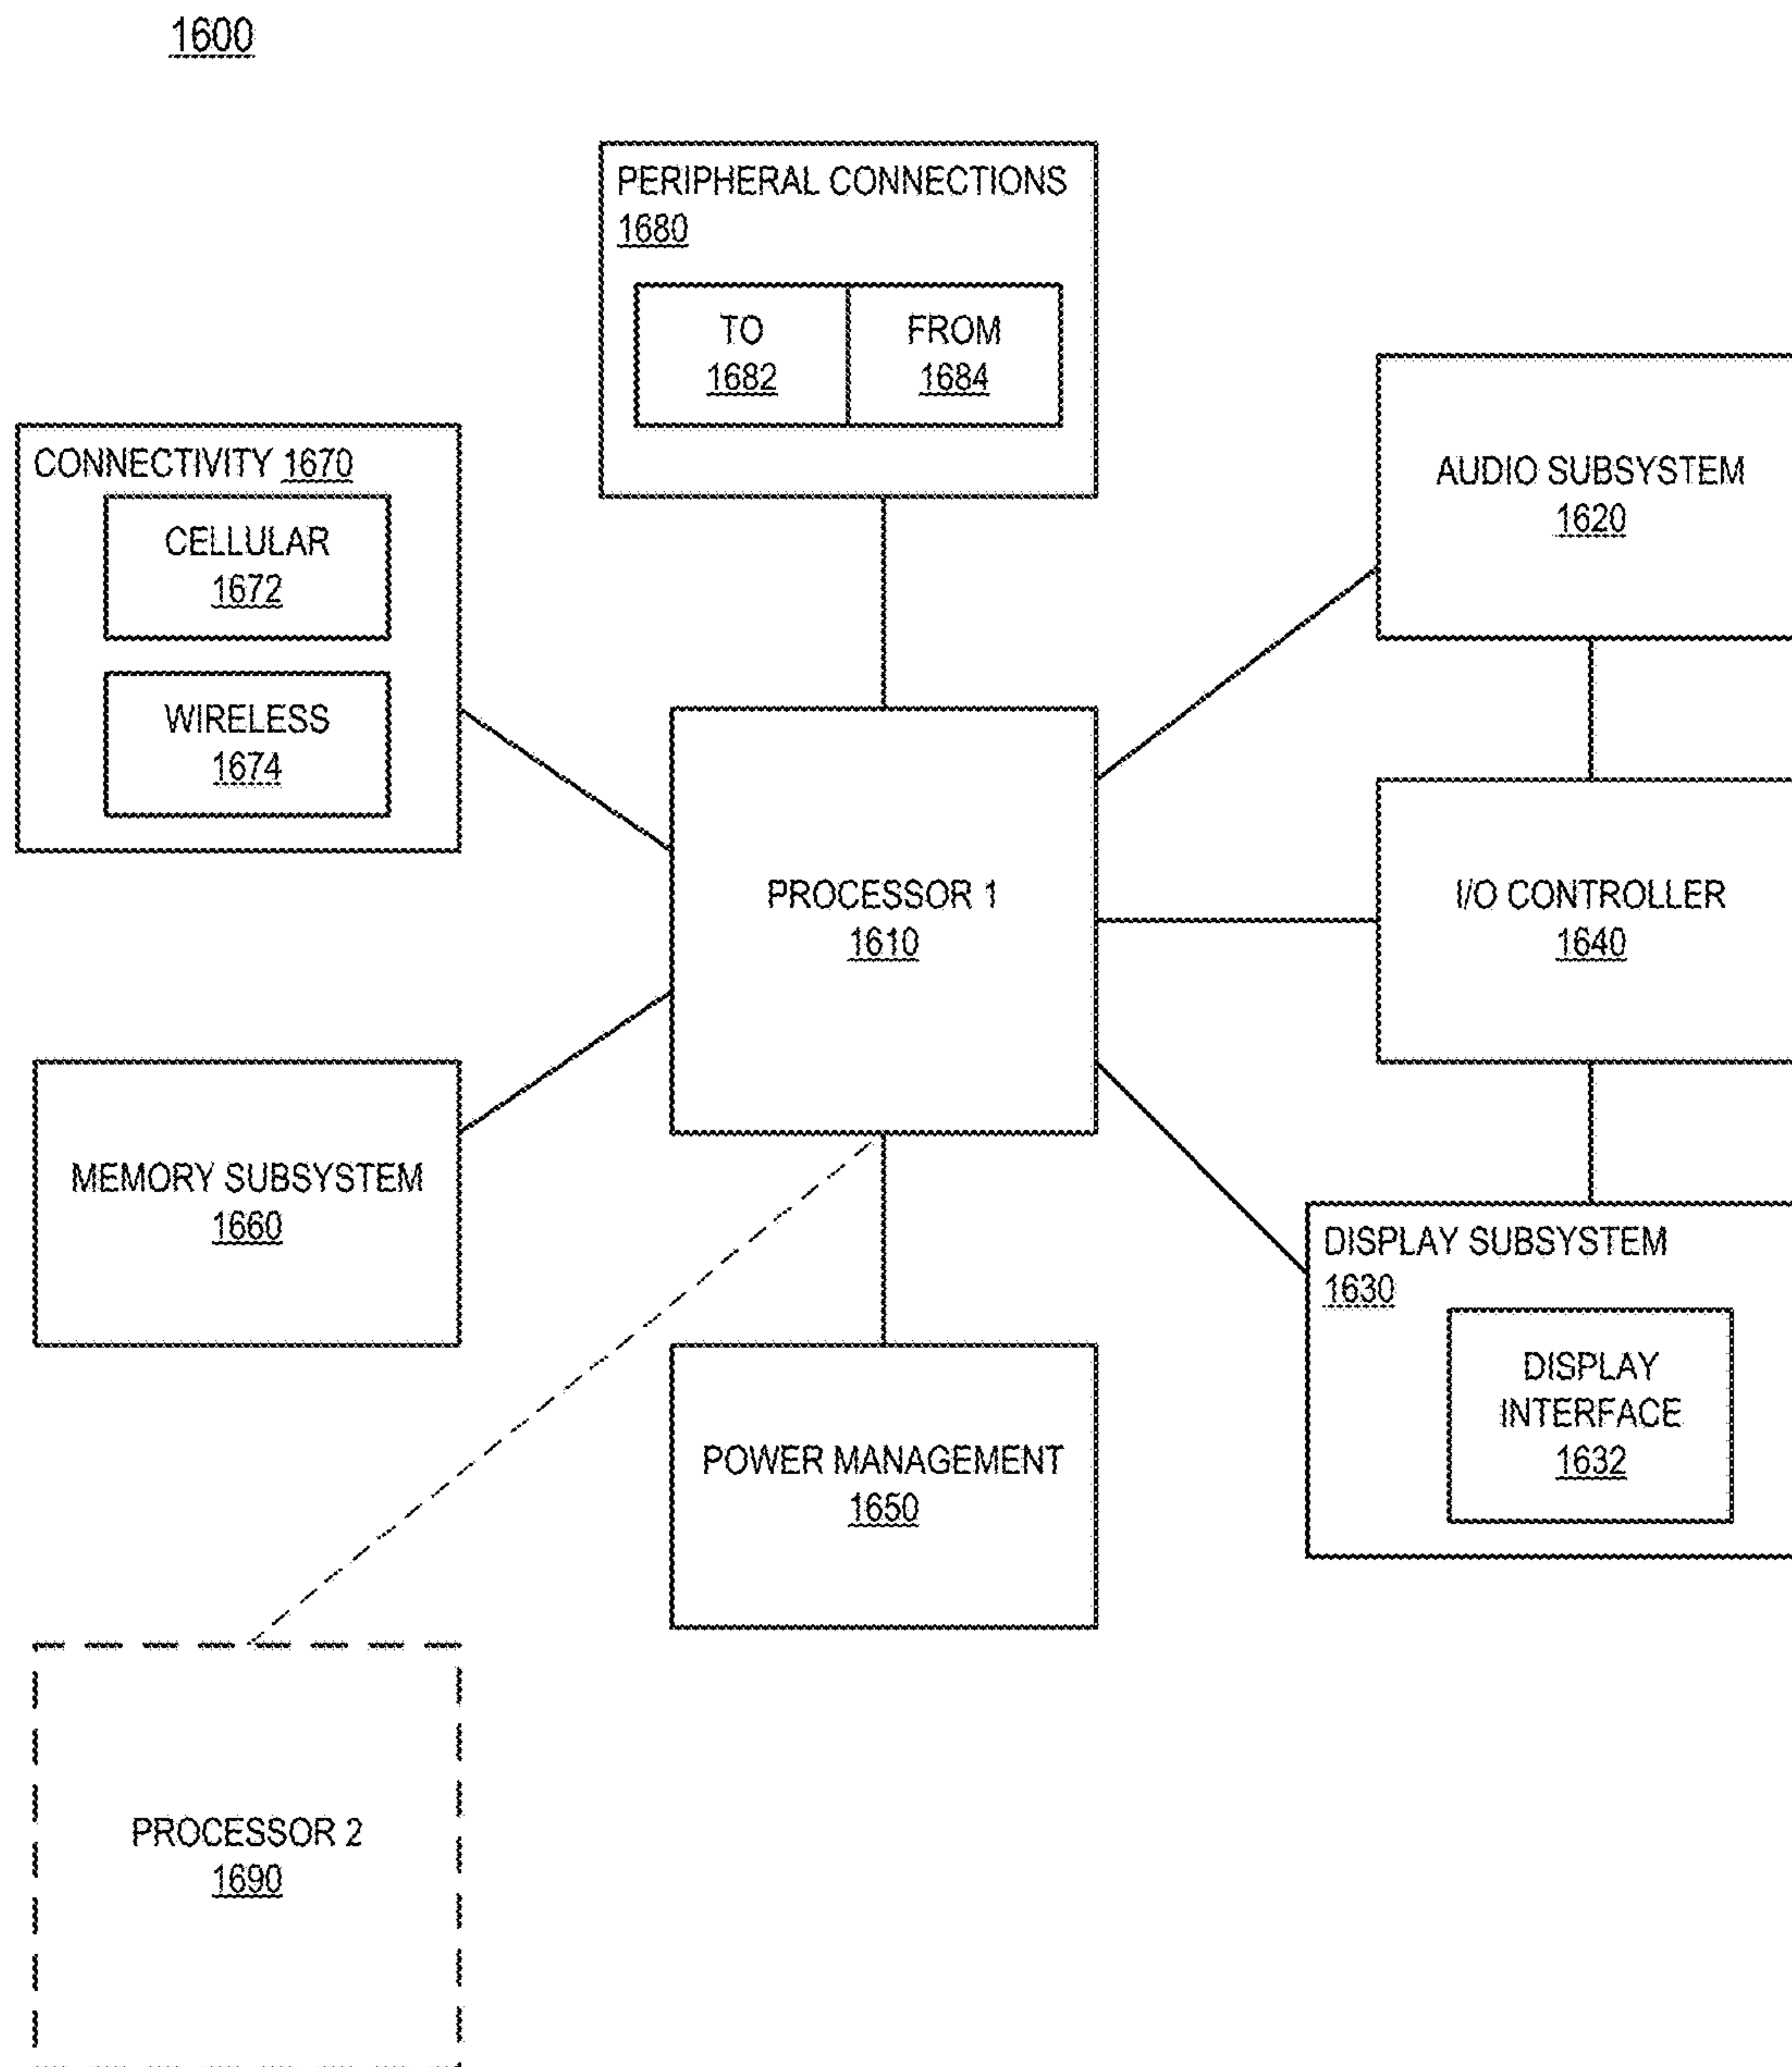 1600
PERIPHERAL CONNECTIONS
1680
TO
1682
FROM
1684
AUDIO SUBSYSTEM
1620
CONNECTIVITY 1670
CELLULAR
1672
WIRELESS
1674
PROCESSOR 1
1610
I/O CONTROLLER
1640
MEMORY SUBSYSTEM
1660
DISPLAY SUBSYSTEM
1630
DISPLAY
INTERFACE
1632
POWER MANAGEMENT
1650
PROCESSOR 2
1690